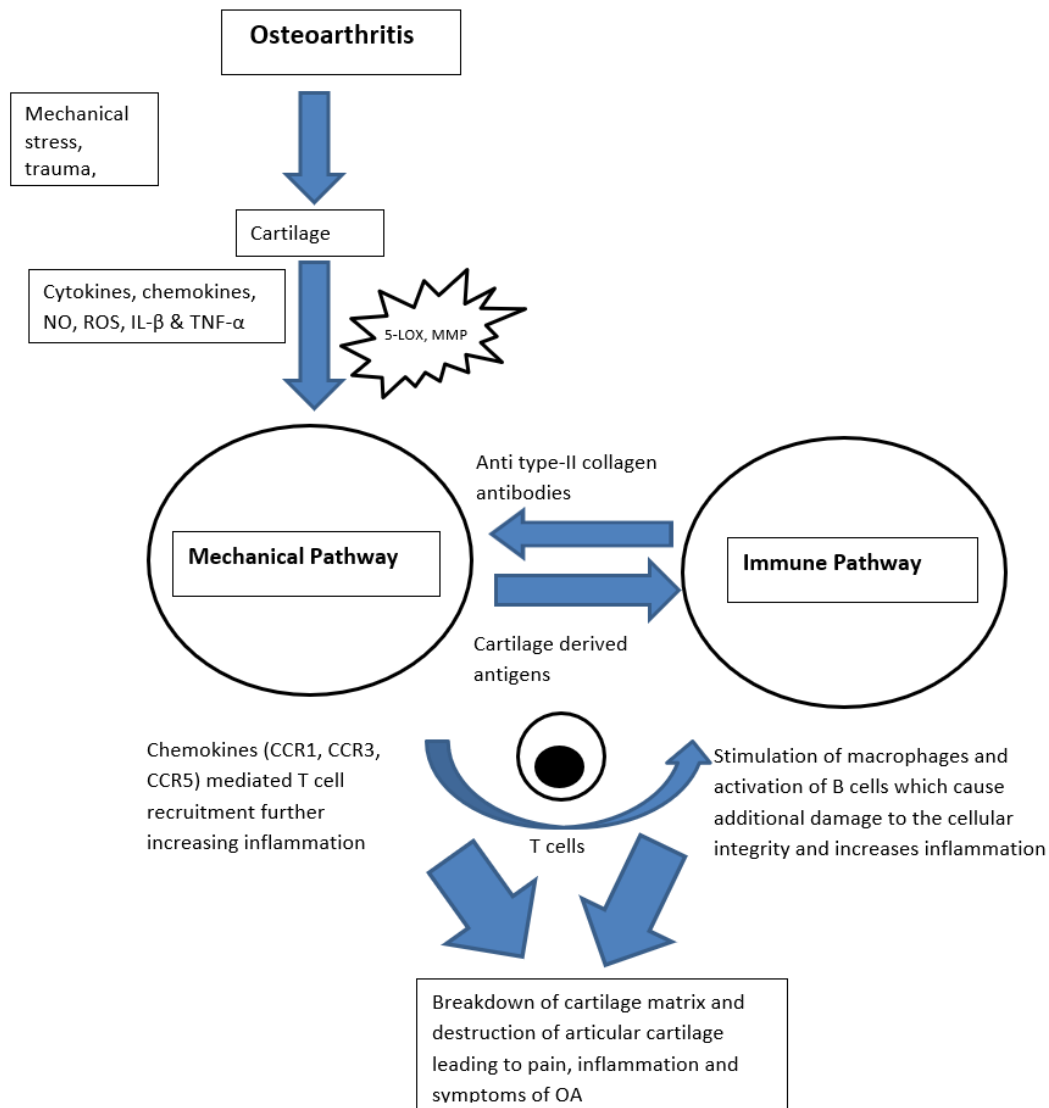 Osteoarthritis
Mechanical
stress,
trauma,
Cartilage
Cytokines, chemokines,
NO, ROS, IL-β & TNF-α
5-LOX, MMP
Anti type-II collagen
antibodies
Mechanical Pathway
Immune Pathway
Cartilage derived
antigens
Chemokines (CCR1, CCR3,
CCR5) mediated T cell
recruitment further
increasing inflammation
T cells
Stimulation of macrophages and
activation of B cells which cause
additional damage to the cellular
integrity and increases inflammation
Breakdown of cartilage matrix and
destruction of articular cartilage
leading to pain, inflammation and
symptoms of OA